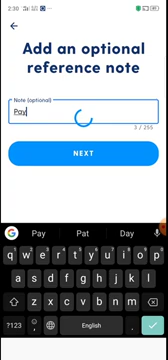 2:30
Add an optional
reference note
Note (optional)
Pay
3 / 255
NEXT
Pay Pat Day
q w e r t y u i o p
a s d f g h j k l
z x c v b n m
?123 English